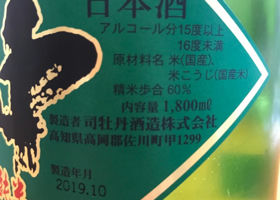 日本酒
アルコール分15度以上
16度未満
原材料名 米(国産)、
米こうじ(国産米)
精米歩合 60%
内容量 1,800ml
製造者 司牡丹酒造株式会社
高知県高岡郡佐川町甲1299
製造年月
2019.10